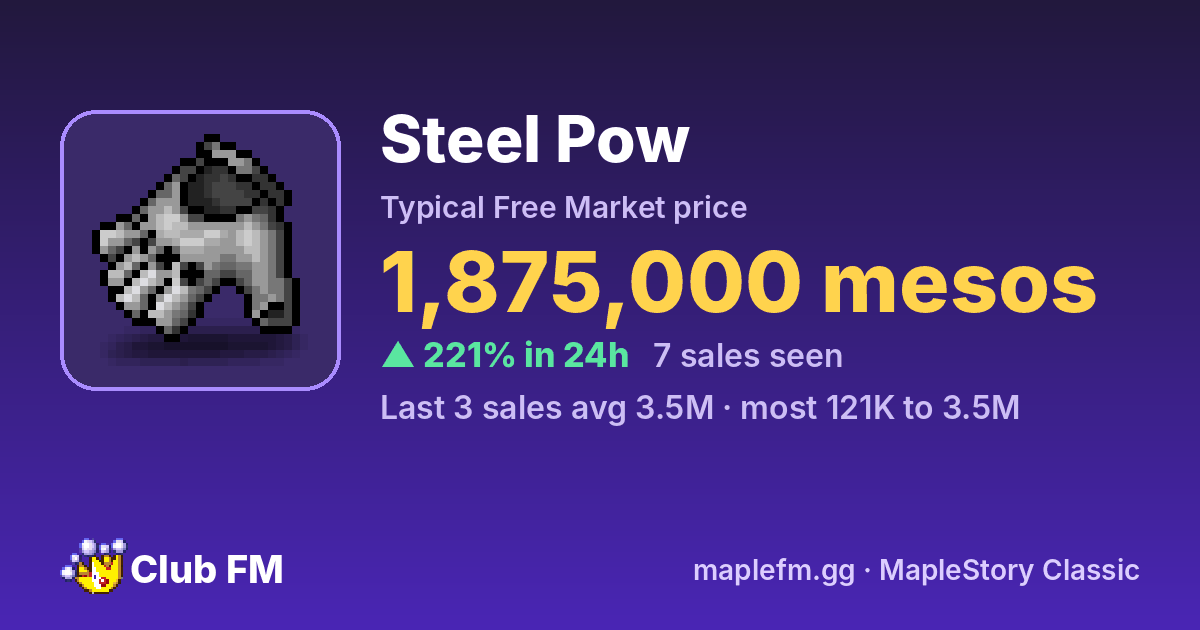 Steel Pow
Typical Free Market price
1,875,000 mesos
▲ 221% in 24h 7 sales seen
Last 3 sales avg 3.5M · most 121K to 3.5M
Club FM
maplefm.gg · MapleStory Classic